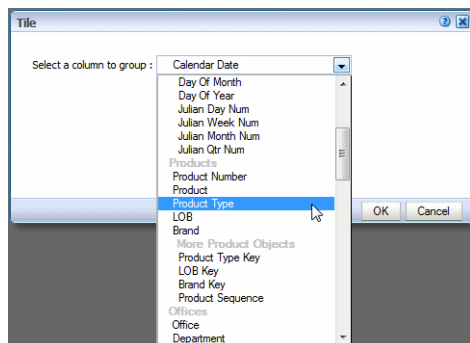 Tile
Select a column to group :
Calendar Date
Day Of Month
Day Of Year
Julian Day Num
Julian Week Num
Julian Month Num
Julian Qtr Num
Products
Product Number
Product
Product Type
LOB
Brand
More Product Objects
Product Type Key
LOB Key
Brand Key
Product Sequence
Offices
Office
Department
OK Cancel